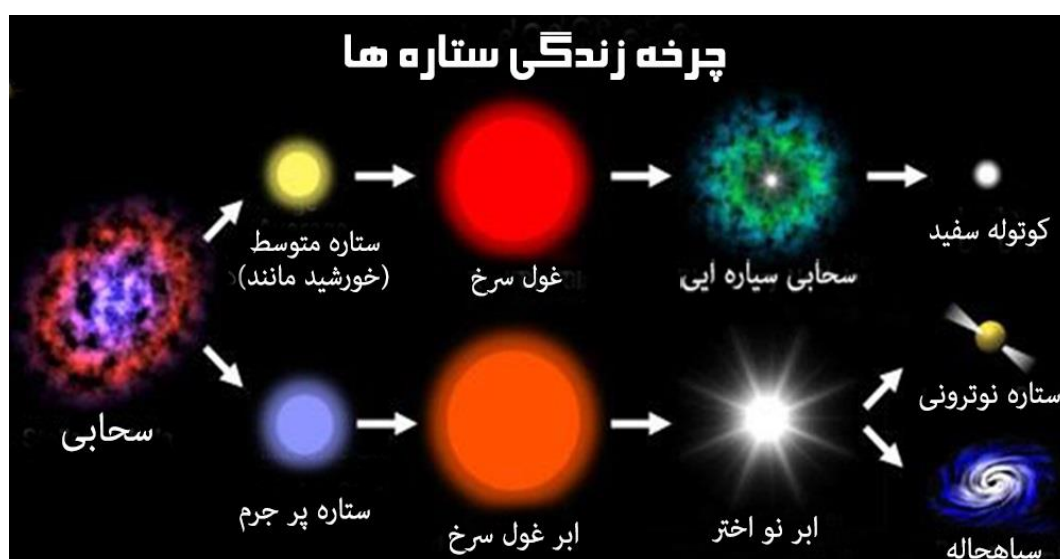 چرخه زندگی ستاره ها
ستاره متوسط
(خورشید مانند)
غول سرخ
سحابی سیاره ایی
کوتوله سفید
سحابی
ستاره پر جرم
ابر غول سرخ
ابر نو اختر
ستاره نوترونی
سیاهچاله